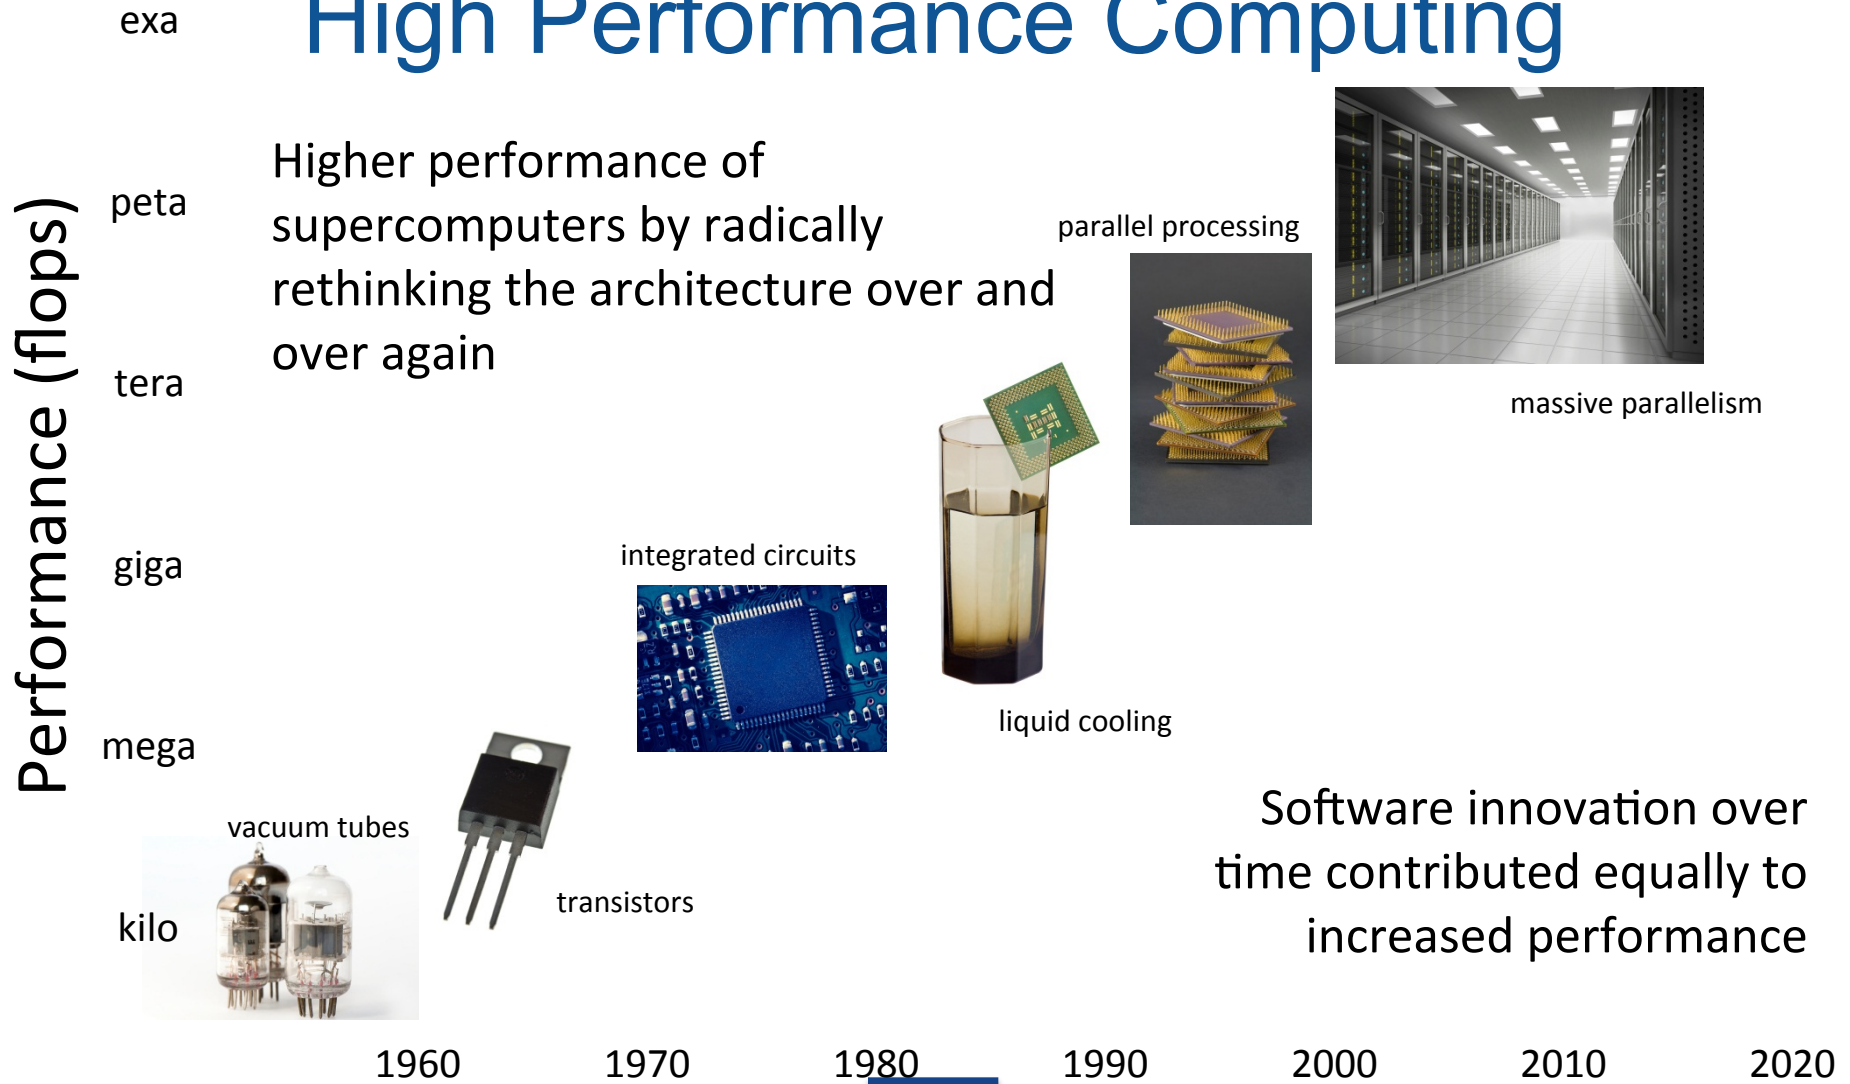 High Performance Computing
exa
Higher performance of
supercomputers by radically
rethinking the architecture over and
over again
peta
Performance (flops)
parallel processing
tera
massive parallelism
integrated circuits
giga
liquid cooling
mega
vacuum tubes
Software innovation over
time contributed equally to
increased performance
transistors
kilo
1960 1970 1980 1990 2000 2010 2020